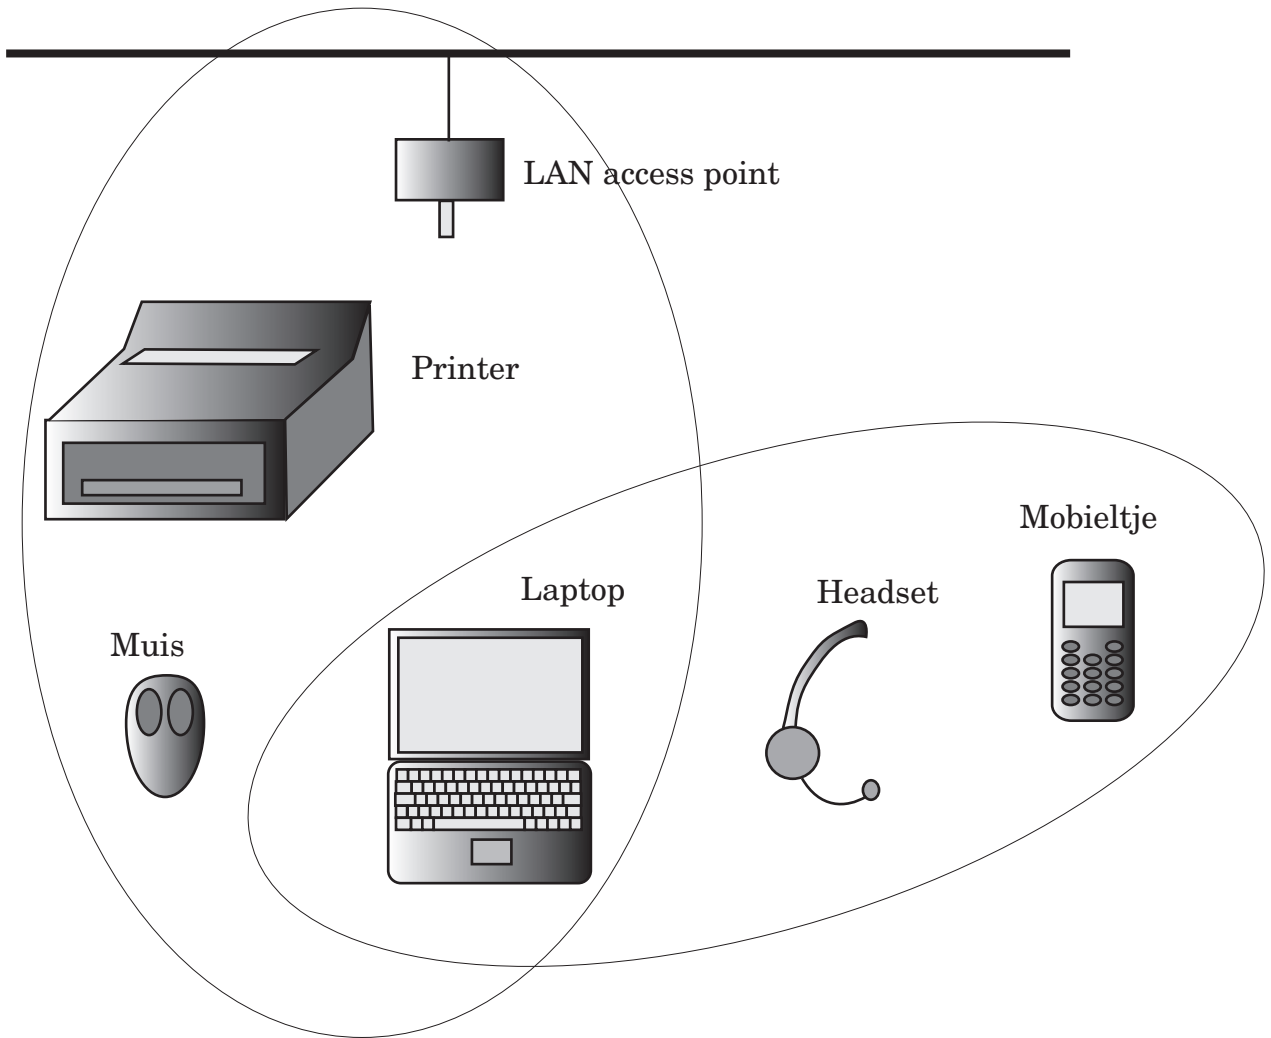 LAN access point
Printer
Mobieltje
Laptop
Headset
Muis